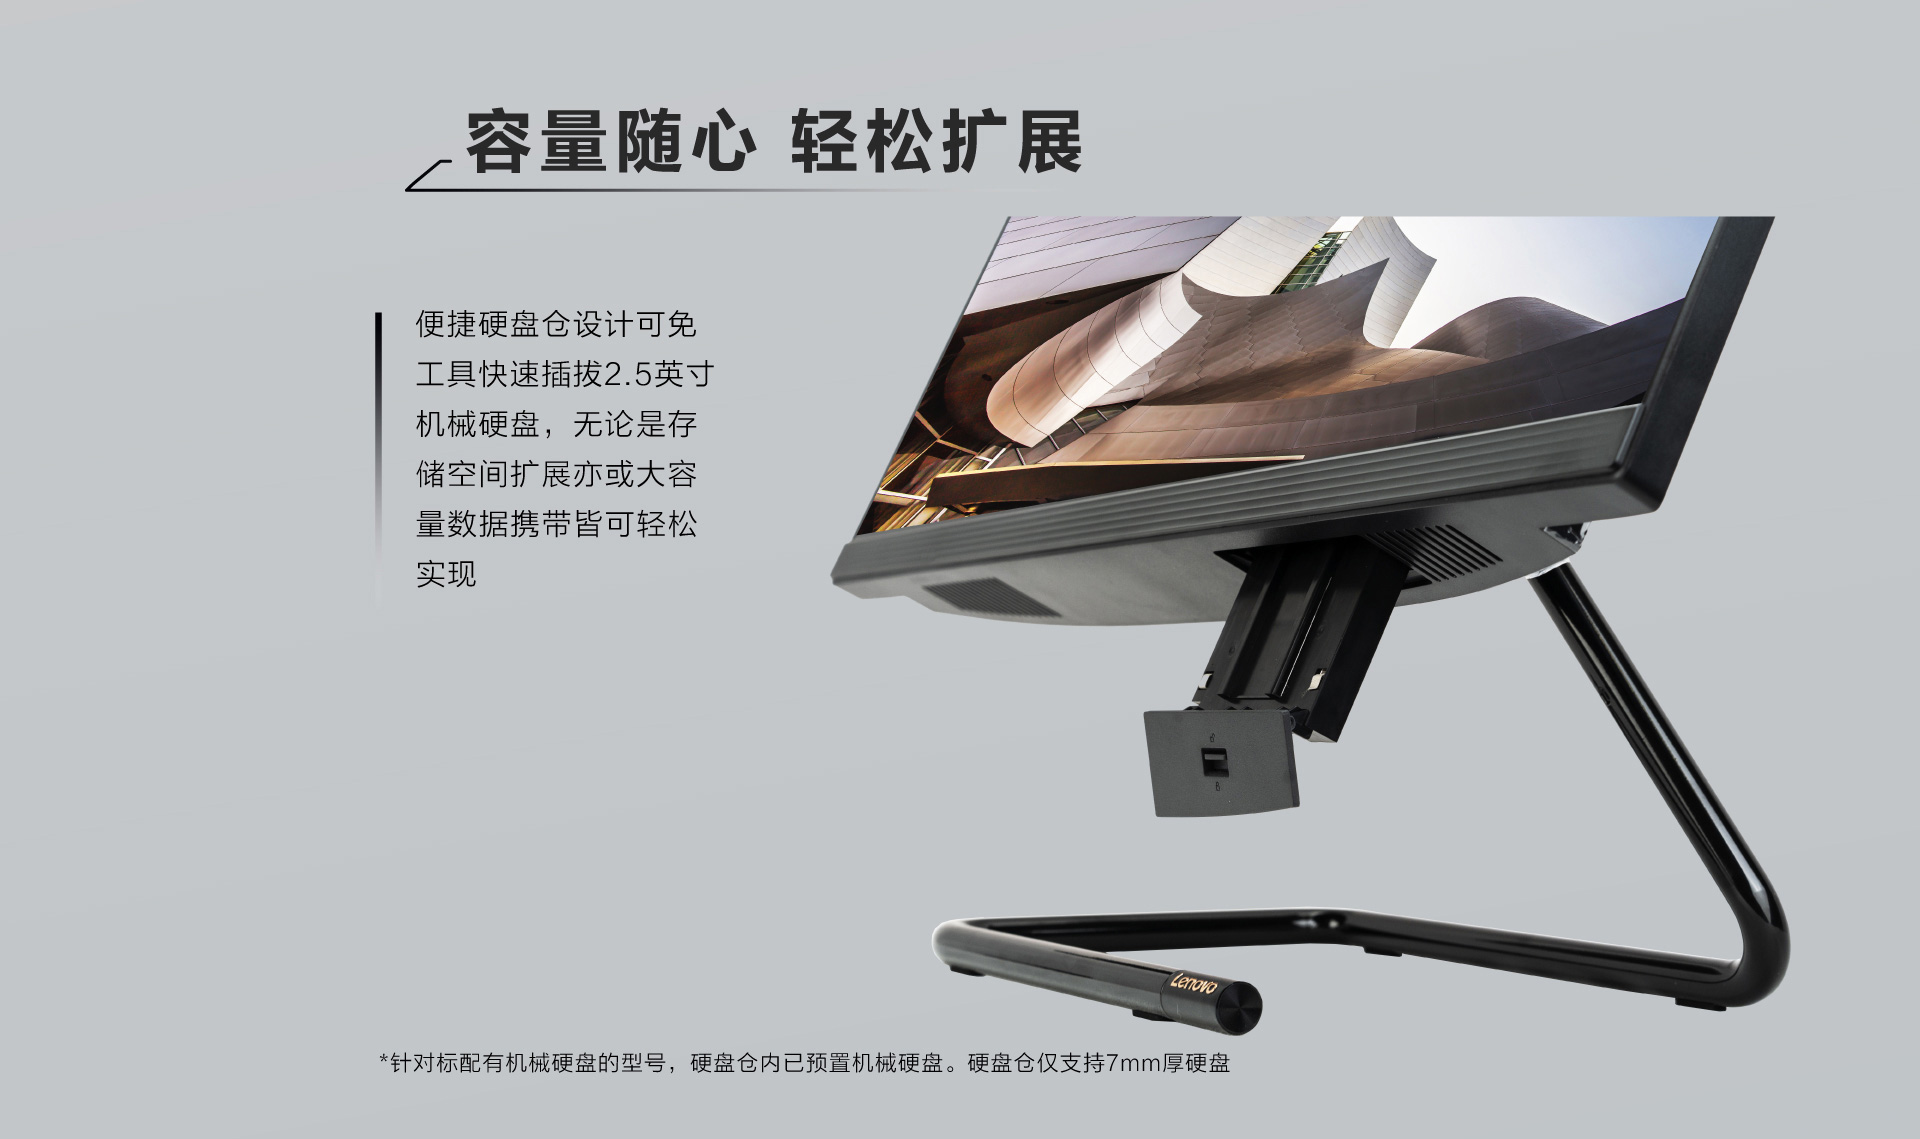 容量随心 轻松扩展
便捷硬盘仓设计可免
工具快速插拔2.5英寸
机械硬盘，无论是存
储空间扩展亦或大容
量数据携带皆可轻松
实现
Lenovo
*针对标配有机械硬盘的型号，硬盘仓内已预置机械硬盘。硬盘仓仅支持7mm厚硬盘